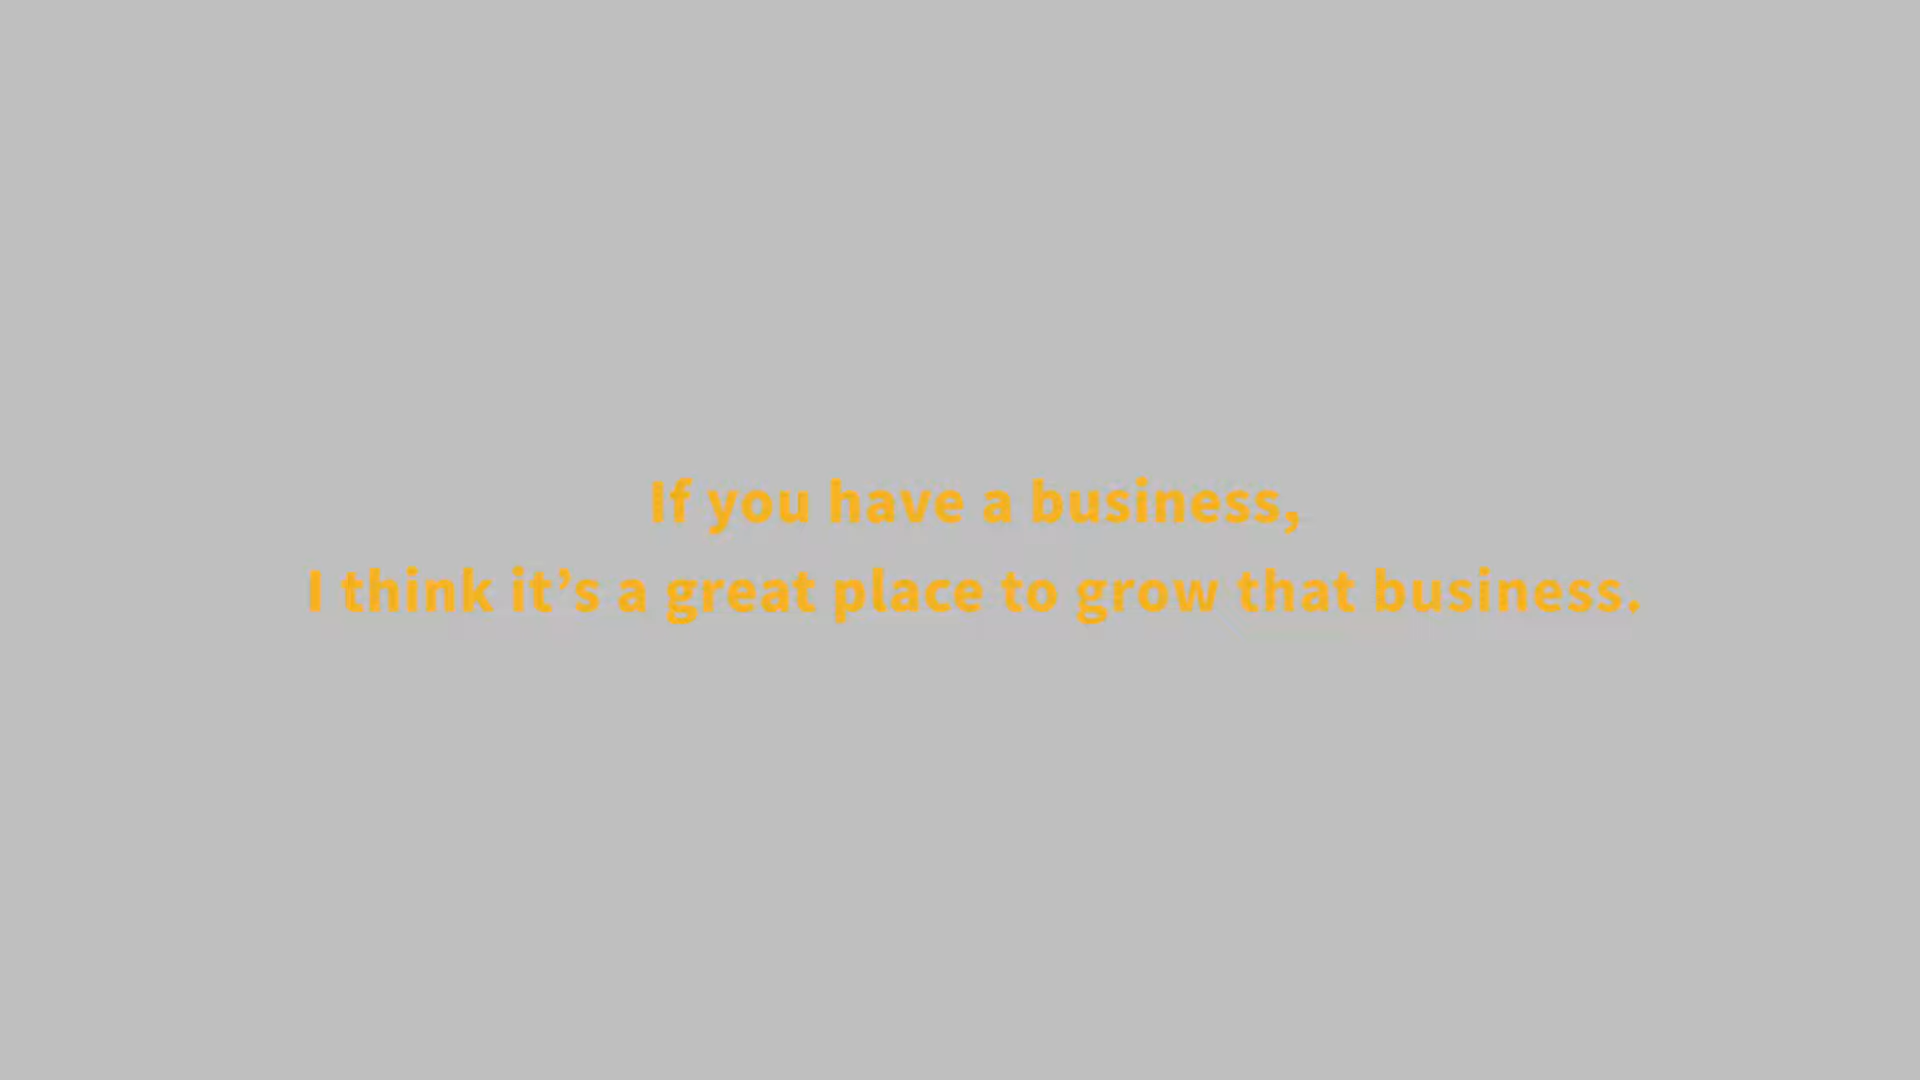 If you have a business,
I think it’s a great place to grow that business.